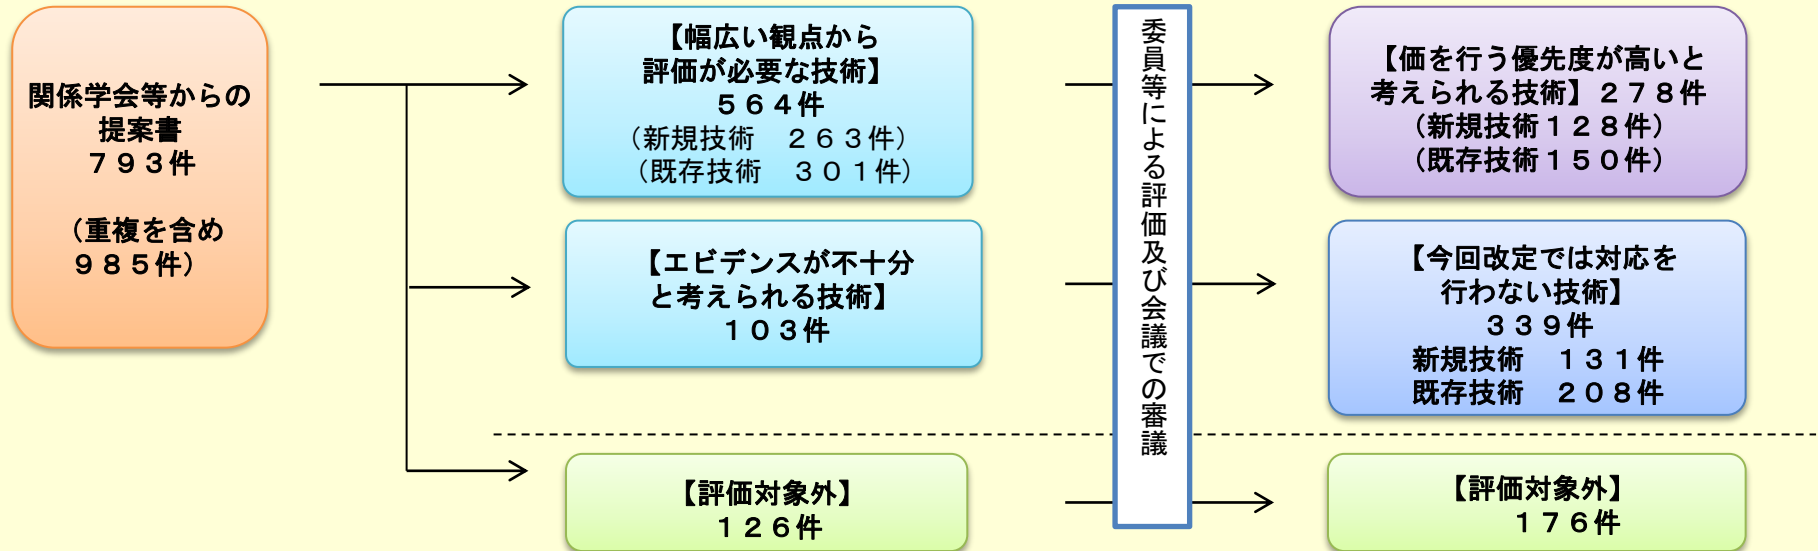 関係学会等からの
提案書
７９３件
（重複を含め
９８５件）
【幅広い観点から
評価が必要な技術】
５６４件
（新規技術　２６３件）
（既存技術　３０１件）
【エビデンスが不十分
と考えられる技術】
１０３件
【評価対象外】
１２６件
委員等による評価及び会議での審議
【価を行う優先度が高いと
考えられる技術】２７８件
（新規技術１２８件）
（既存技術１５０件）
【今回改定では対応を
行わない技術】
３３９件
新規技術　１３１件
既存技術　２０８件
【評価対象外】
１７６件